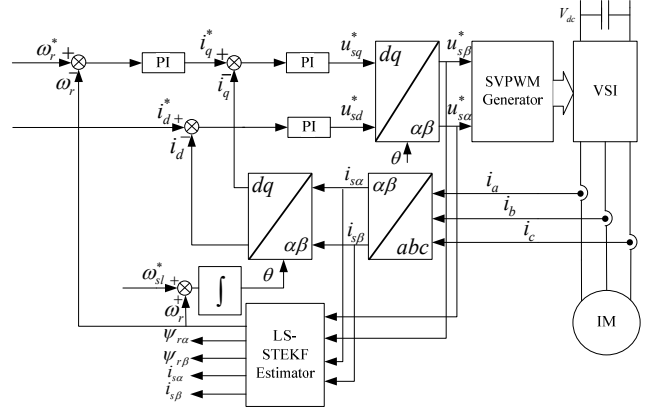 V_dc
ω_r^* + PI i_q^* + PI u_sq^* dq u_sβ^* SVPWM Generator VSI
ω_r − i_q −
i_d^* + PI u_sd^* αβ u_sα^*
i_d − θ
dq i_sα αβ i_a
i_b
αβ i_sβ abc i_c
ω_sl^* + ∫ θ
ω_r +
IM
ψ_rα LS-
ψ_rβ STEKF
i_sα Estimator
i_sβ